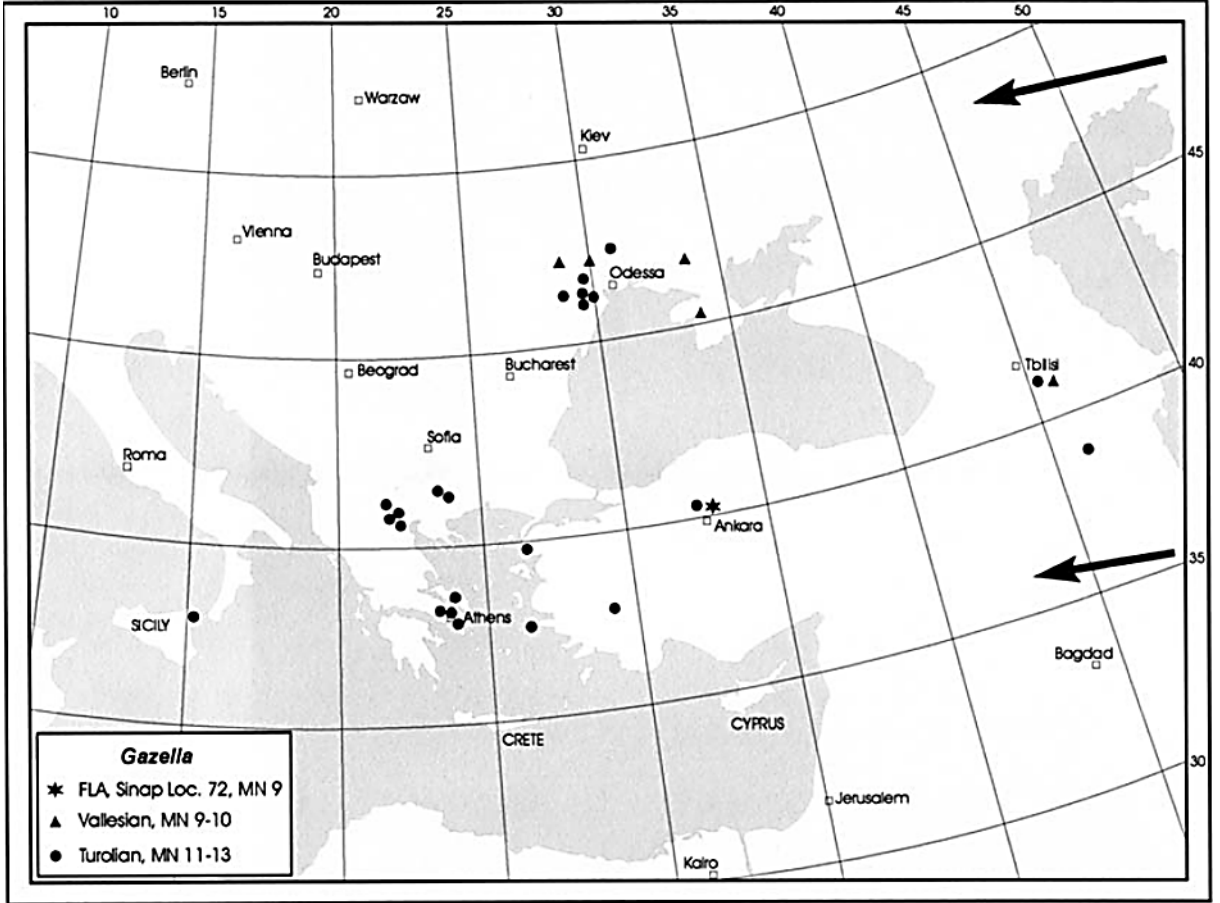 10 15 20 25 30 35 40 45 50
Berlin
Warzaw
Kiev
45
Vienna
Budapest
Odessa
Beograd
Bucharest
Tbilisi
40
Sofia
Roma
Ankara
35
SICILY
Athens
Bagdad
CYPRUS
CRETE
30
Jerusalem
Kairo
Gazella
FLA, Sinap Loc. 72, MN 9
Vallesian, MN 9-10
Turolian, MN 11-13